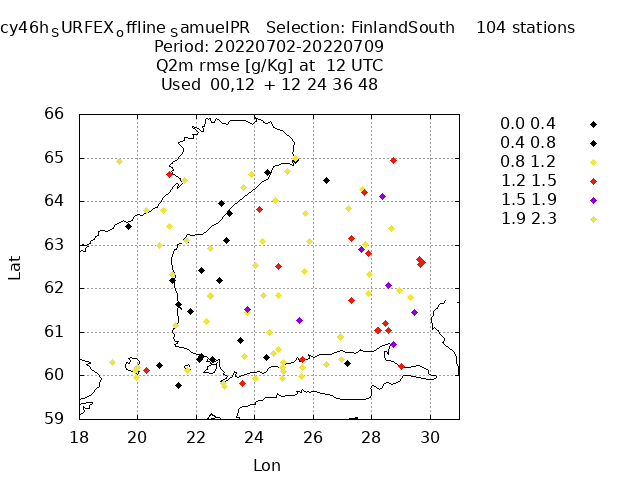 cy46h_SURFEX_offline_SamuelPR   Selection: FinlandSouth    104 stations
Period: 20220702-20220709
Q2m rmse [g/Kg] at  12 UTC
Used  00,12  + 12 24 36 48
66
65
64
63
62
61
60
59
18 20 22 24 26 28 30
Lat
Lon
0.0 0.4
0.4 0.8
0.8 1.2
1.2 1.5
1.5 1.9
1.9 2.3